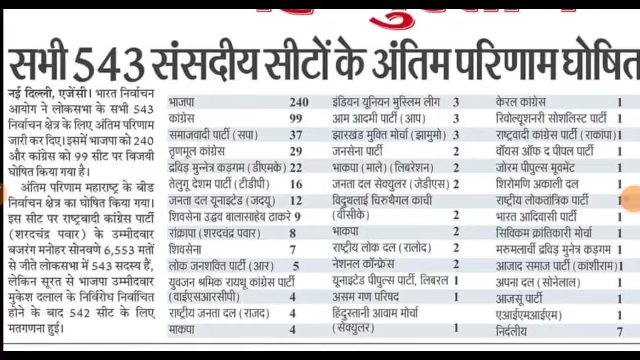 सभी 543 संसदीय सीटों के अंतिम परिणाम घोषित
नई दिल्ली, एजेंसी। भारत निर्वाचन
आयोग ने लोकसभा के सभी 543
निर्वाचन क्षेत्र के लिए अंतिम परिणाम
जारी कर दिए। इसमें भाजपा को 240
और कांग्रेस को 99 सीट पर विजयी
घोषित किया गया है।
अंतिम परिणाम महाराष्ट्र के बीड
निर्वाचन क्षेत्र का घोषित किया गया।
इस सीट पर राष्ट्रवादी कांग्रेस पार्टी
(शरदचन्द्र पवार) के उम्मीदवार
बजरंग मनोहर सोनवणे 6,553 मतों
से जीते लोकसभा में 543 सदस्य हैं,
लेकिन सूरत से भाजपा उम्मीदवार
मुकेश दलाल के निर्विरोध निर्वाचित
होने के बाद 542 सीट के लिए
मतगणना हुई।
भाजपा 240
कांग्रेस 99
समाजवादी पार्टी (सपा) 37
तृणमूल कांग्रेस 29
द्रविड़ मुन्नेत्र कड़गम (डीएमके) 22
तेलुगू देशम पार्टी (टीडीपी) 16
जनता दल यूनाइटेड (जदयू) 12
शिवसेना उद्धव बालासाहेब ठाकरे 9
रांक्रापा (शरदचंद्र पवार) 8
शिवसेना 7
लोक जनशक्ति पार्टी (आर) 5
युवजन श्रमिक रायथू कांग्रेस पार्टी
(वाईएसआरसीपी) 4
राष्ट्रीय जनता दल (राजद) 4
माकपा 4
इंडियन यूनियन मुस्लिम लीग 3
आम आदमी पार्टी (आप) 3
झारखंड मुक्ति मोर्चा (झामुमो) 3
जनसेना पार्टी 2
भाकपा (माले) (लिबरेशन) 2
जनता दल सेक्युलर (जेडीएस) 2
विदुथलाई चिरुथैगल काची
(वीसीके) 2
भाकपा 2
राष्ट्रीय लोक दल (रालोद) 2
नेशनल कॉन्फ्रेंस 2
यूनाइटेड पीपुल्स पार्टी, लिबरल 1
असम गण परिषद 1
हिंदुस्तानी आवाम मोर्चा
(सेक्युलर) 1
केरल कांग्रेस 1
रिवोल्यूशनरी सोशलिस्ट पार्टी 1
राष्ट्रवादी कांग्रेस पार्टी (राकांपा) 1
वॉयस ऑफ द पीपल पार्टी 1
जोरम पीपुल्स मूवमेंट 1
शिरोमणि अकाली दल 1
राष्ट्रीय लोकतांत्रिक पार्टी 1
भारत आदिवासी पार्टी 1
सिक्किम क्रांतिकारी मोर्चा 1
मरुमलार्ची द्रविड़ मुनेत्र कड़गम 1
आजाद समाज पार्टी (कांशीराम) 1
अपना दल (सोनेलाल) 1
आजसू पार्टी 1
एआईएमआईएम 1
निर्दलीय 7